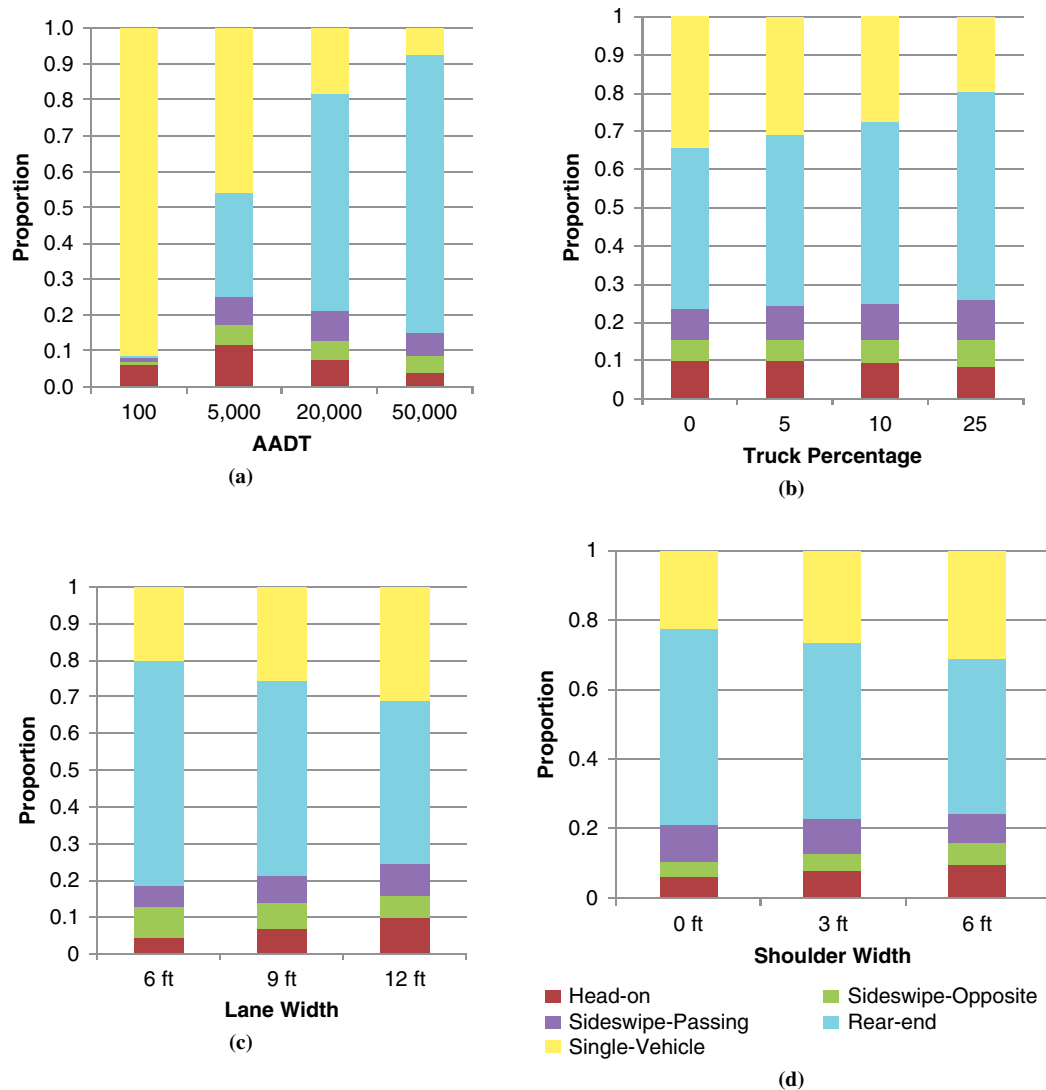 1.0
0.9
0.8
0.7
0.6
0.5
0.4
0.3
0.2
0.1
0.0
Proportion
100 5,000 20,000 50,000
AADT
(a)
1
0.9
0.8
0.7
0.6
0.5
0.4
0.3
0.2
0.1
0
Proportion
0 5 10 25
Truck Percentage
(b)
1
0.9
0.8
0.7
0.6
0.5
0.4
0.3
0.2
0.1
0
Proportion
6 ft 9 ft 12 ft
Lane Width
(c)
1
0.8
0.6
0.4
0.2
0
Proportion
0 ft 3 ft 6 ft
Shoulder Width
Head-on Sideswipe-Opposite
Sideswipe-Passing Rear-end
Single-Vehicle
(d)